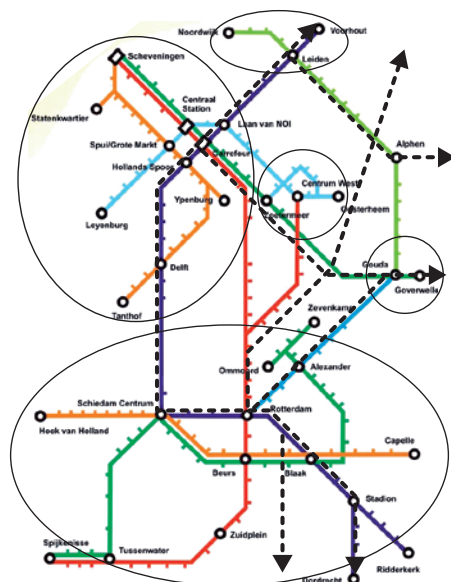 Noordwijk
Voorhout
Scheveningen
Leiden
Centraal
Station
Statenkwartier
Laan van NOI
Spui/Grote Markt
Carrefour
Alphen
Hollands Spoor
Centrum West
Ypenburg
Zoetermeer
Oosterheem
Leyenburg
Delft
Gouda
Goverwelle
Tanthof
Zevenkamp
Ommoord
Alexander
Schiedam Centrum
Rotterdam
Hoek van Holland
Capelle
Beurs
Blaak
Stadion
Zuidplein
Spijkenisse
Tussenwater
Ridderkerk
Dordrecht